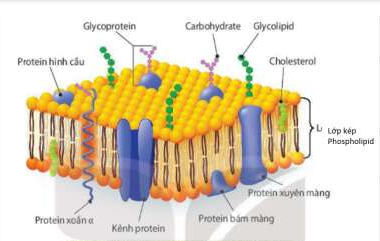 Glycoprotein
Carbohydrate
Glycolipid
Protein hình cầu
Cholesterol
Lớp kép
Phospholipid
Protein xuyên màng
Protein bám màng
Protein xoắn α
Kênh protein